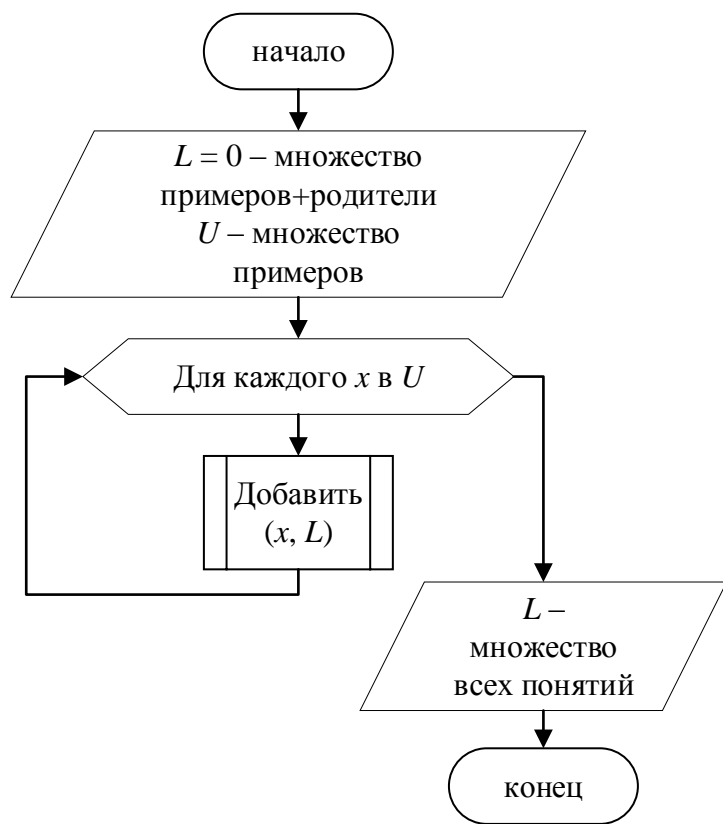 начало
L = 0 – множество
примеров+родители
U – множество
примеров
Для каждого x в U
Добавить
(x, L)
L –
множество
всех понятий
конец